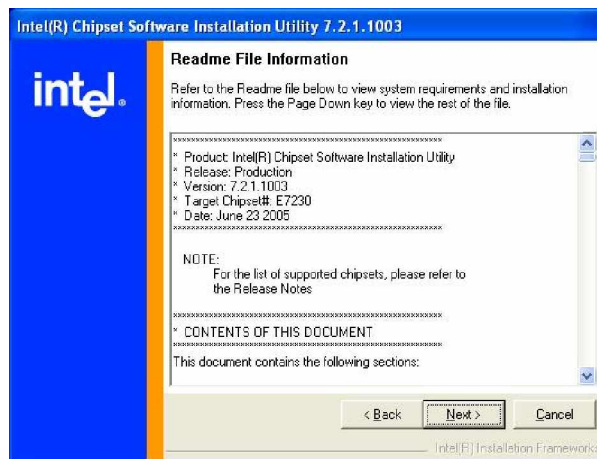 Intel(R) Chipset Software Installation Utility 7.2.1.1003
intel®
Readme File Information
Refer to the Readme file below to view system requirements and installation
information. Press the Page Down key to view the rest of the file.
************************************************************
* Product: Intel(R) Chipset Software Installation Utility
* Release: Production
* Version: 7.2.1.1003
* Target Chipset#: E7230
* Date: June 23 2005
************************************************************
NOTE:
For the list of supported chipsets, please refer to
the Release Notes
************************************************************
* CONTENTS OF THIS DOCUMENT
************************************************************
This document contains the following sections:
< Back
Next >
Cancel
Intel(R) Installation Frameworks